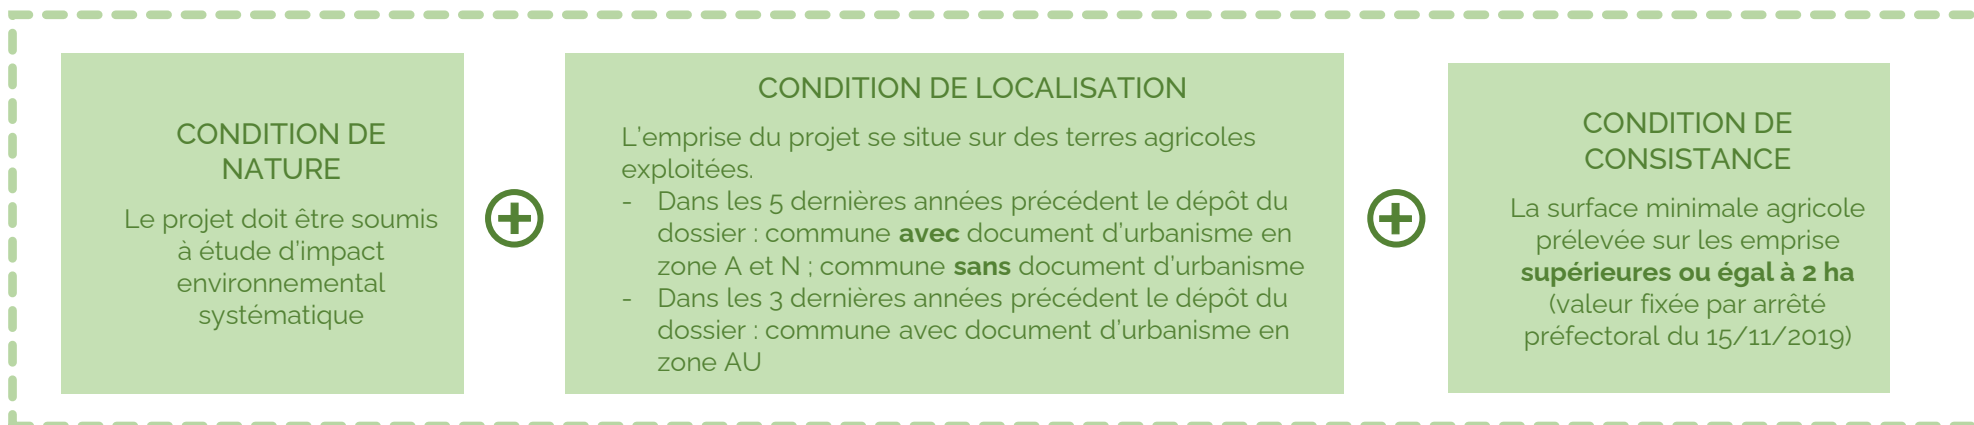 CONDITION DE
NATURE
Le projet doit être soumis
à étude d'impact
environnemental
systématique
CONDITION DE LOCALISATION
L'emprise du projet se situe sur des terres agricoles
exploitées.
- Dans les 5 dernières années précédent le dépôt du
dossier : commune avec document d'urbanisme en
zone A et N ; commune sans document d'urbanisme
- Dans les 3 dernières années précédent le dépôt du
dossier : commune avec document d'urbanisme en
zone AU
CONDITION DE
CONSISTANCE
La surface minimale agricole
prélevée sur les emprise
supérieures ou égal à 2 ha
(valeur fixée par arrêté
préfectoral du 15/11/2019)